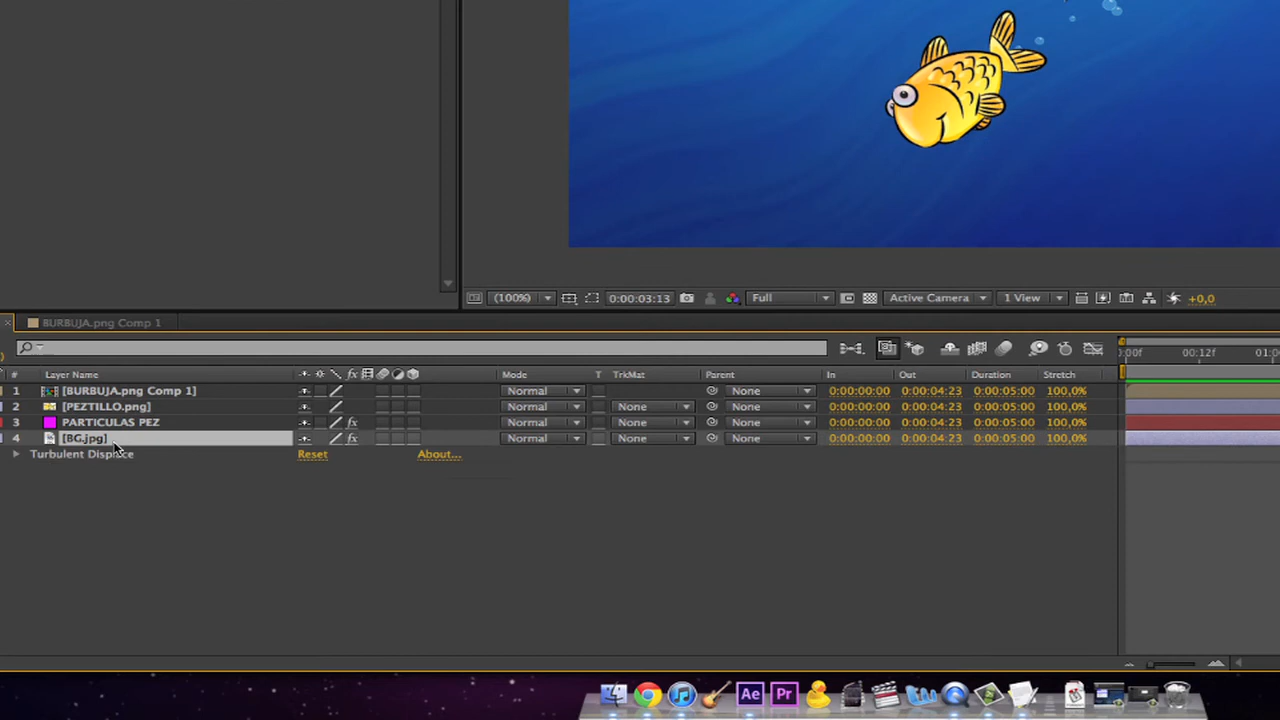 (100%) 0:00:03:13 Full Active Camera 1 View +0,0
BURBUJA.png Comp 1
:00f 00:12f 01:0
# Layer Name fx Mode T TrkMat Parent In Out Duration Stretch
1 [BURBUJA.png Comp 1] Normal None 0:00:00:00 0:00:04:23 0:00:05:00 100,0%
2 [PEZTILLO.png] Normal None None 0:00:00:00 0:00:04:23 0:00:05:00 100,0%
3 PARTICULAS PEZ fx Normal None None 0:00:00:00 0:00:04:23 0:00:05:00 100,0%
4 [BG.jpg] fx Normal None None 0:00:00:00 0:00:04:23 0:00:05:00 100,0%
Turbulent Displace Reset About...
Ae Pr